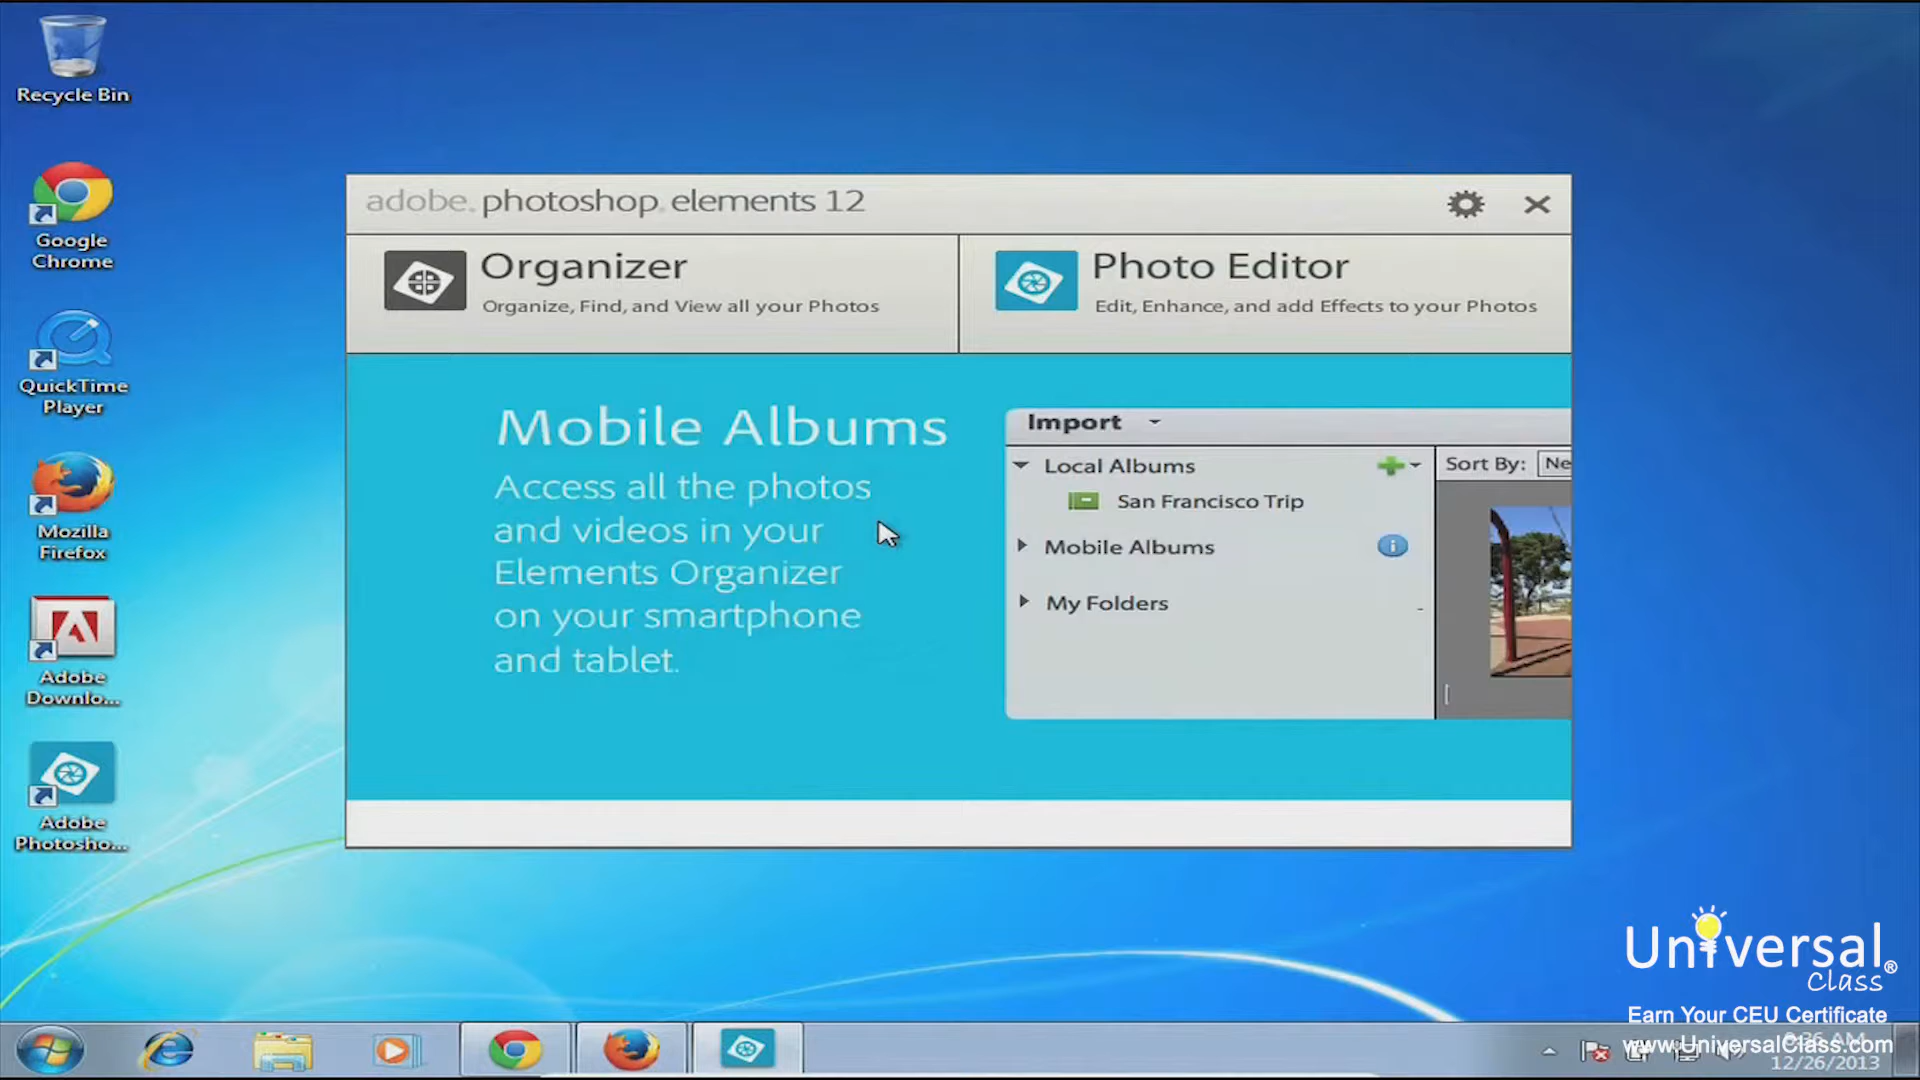 Recycle Bin
Google
Chrome
QuickTime
Player
Mozilla
Firefox
Adobe
Downlo...
Adobe
Photosho...
adobe. photoshop. elements 12
Organizer
Organize, Find, and View all your Photos
Photo Editor
Edit, Enhance, and add Effects to your Photos
Mobile Albums
Access all the photos
and videos in your
Elements Organizer
on your smartphone
and tablet.
Import
Local Albums
San Francisco Trip
Mobile Albums
My Folders
Sort By:
Ne
Universal®
Class
Earn Your CEU Certificate
www.UniversalClass.com
12/26/2013